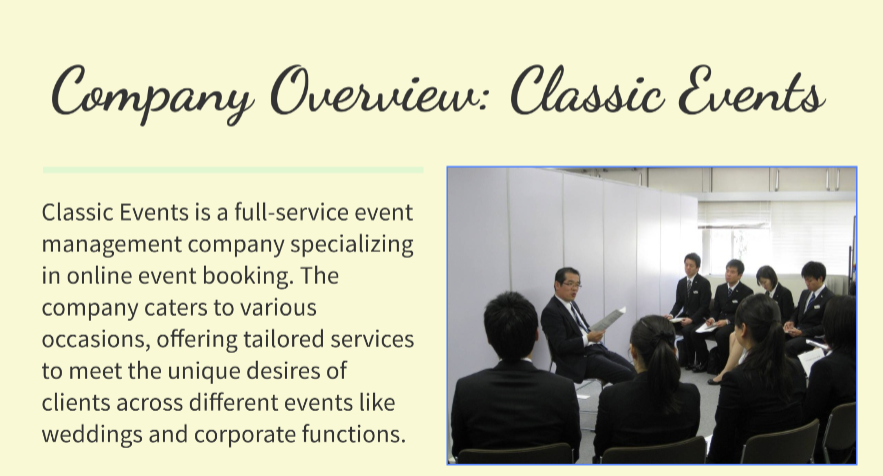 Company Overview: Classic Events
Classic Events is a full-service event
management company specializing
in online event booking. The
company caters to various
occasions, offering tailored services
to meet the unique desires of
clients across different events like
weddings and corporate functions.